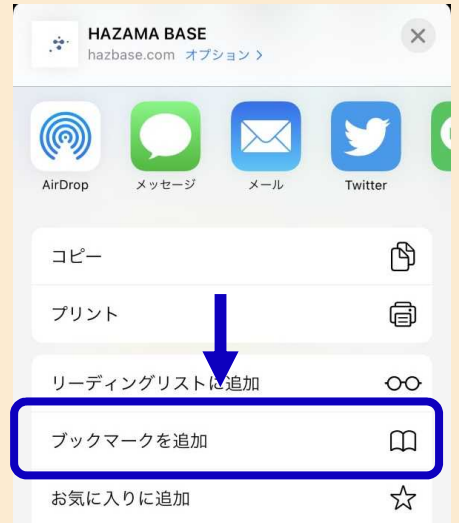 HAZAMA BASE
hazbase.com オプション >
AirDrop メッセージ メール Twitter
コピー
プリント
リーディングリストに追加
ブックマークを追加
お気に入りに追加